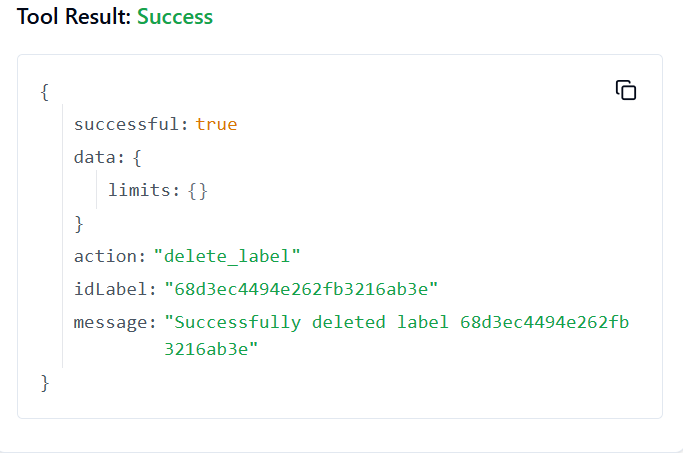 Tool Result: Success
{
successful: true
data: {
limits: {}
}
action: "delete_label"
idLabel: "68d3ec4494e262fb3216ab3e"
message: "Successfully deleted label 68d3ec4494e262fb
3216ab3e"
}